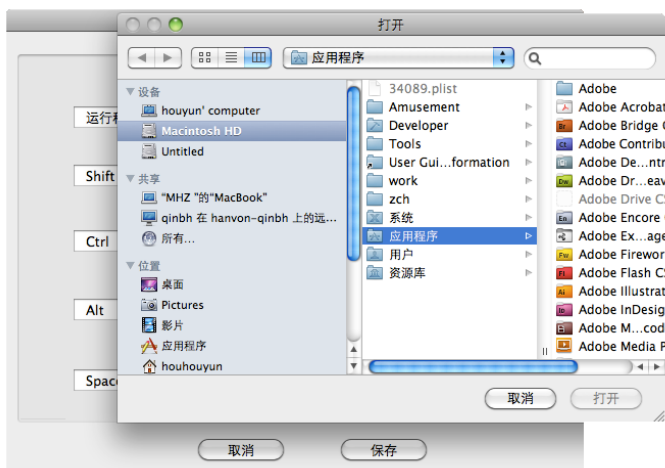 打开
应用程序
设备
houyun' computer
Macintosh HD
Untitled
共享
"MHZ "的"MacBook"
qinbh 在 hanvon-qinbh 上的远...
所有...
位置
桌面
Pictures
影片
应用程序
houhouyun
34089.plist
Amusement
Developer
Tools
User Gui...formation
work
zch
系统
应用程序
用户
资源库
Adobe
Adobe Acrobat
Adobe Bridge
Adobe Contribu
Adobe De...ntr
Adobe Dr...eav
Adobe Drive CS
Adobe Encore
Adobe Ex...age
Adobe Firewor
Adobe Flash CS
Adobe Illustrat
Adobe InDesig
Adobe M...cod
Adobe Media P
取消
打开
运行
Shift
Ctrl
Alt
Space
取消
保存